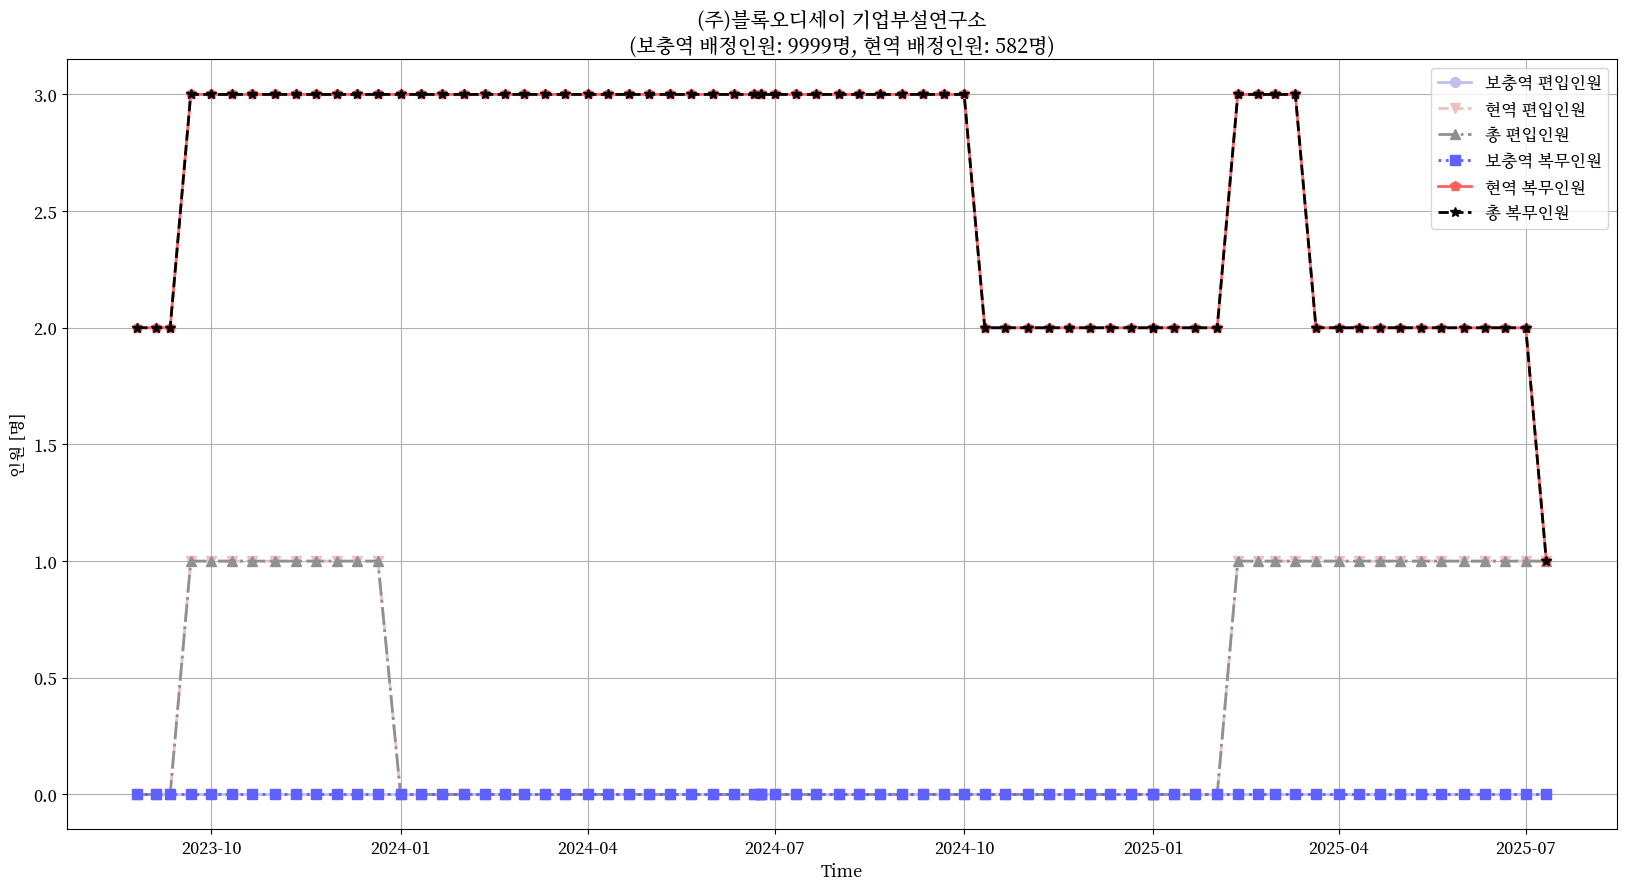 (주)블록오디세이 기업부설연구소
(보충역 배정인원: 9999명, 현역 배정인원: 582명)
보충역 편입인원
현역 편입인원
총 편입인원
보충역 복무인원
현역 복무인원
총 복무인원
인원 [명]
3.0
2.5
2.0
1.5
1.0
0.5
0.0
2023-10 2024-01 2024-04 2024-07 2024-10 2025-01 2025-04 2025-07
Time